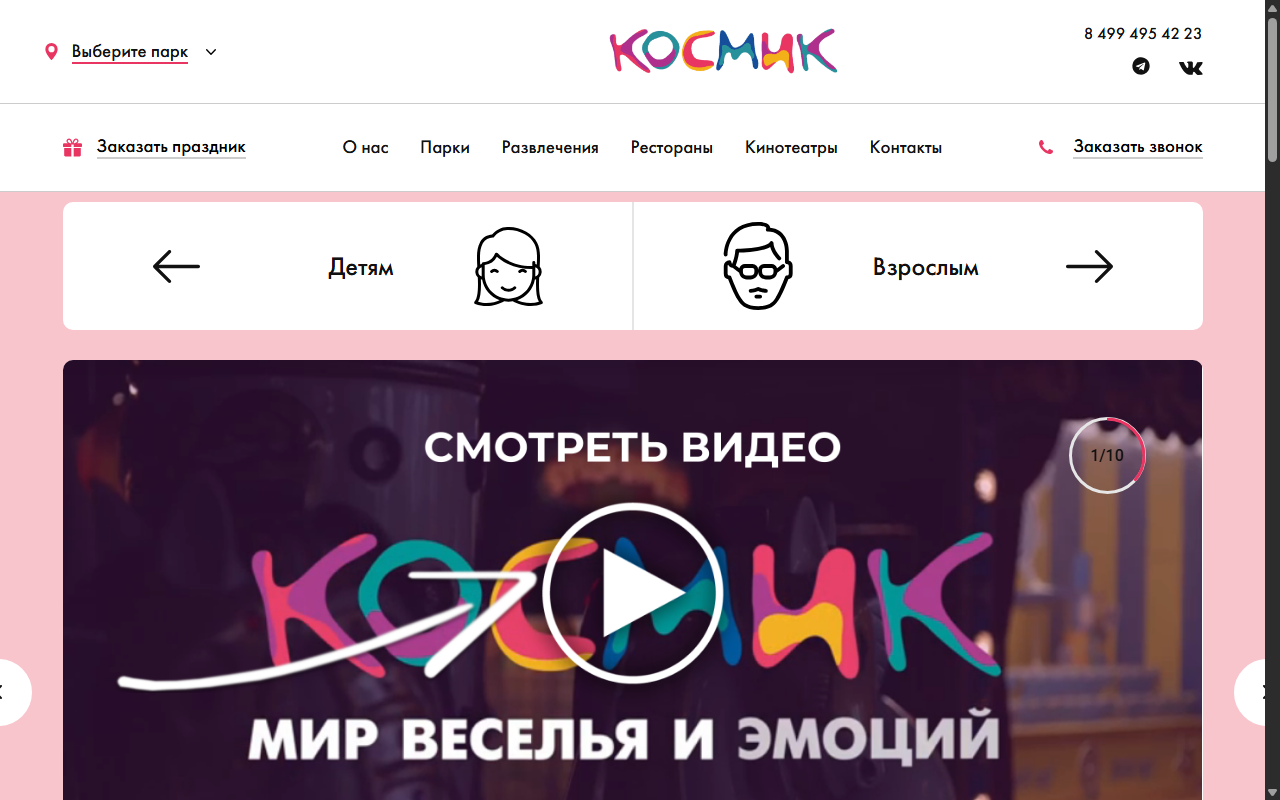 Выберите парк
КОСМИК
8 499 495 42 23
Заказать праздник
О нас
Парки
Развлечения
Рестораны
Кинотеатры
Контакты
Заказать звонок
Детям
Взрослым
СМОТРЕТЬ ВИДЕО
1/10
КОСМИК
МИР ВЕСЕЛЬЯ И ЭМОЦИЙ